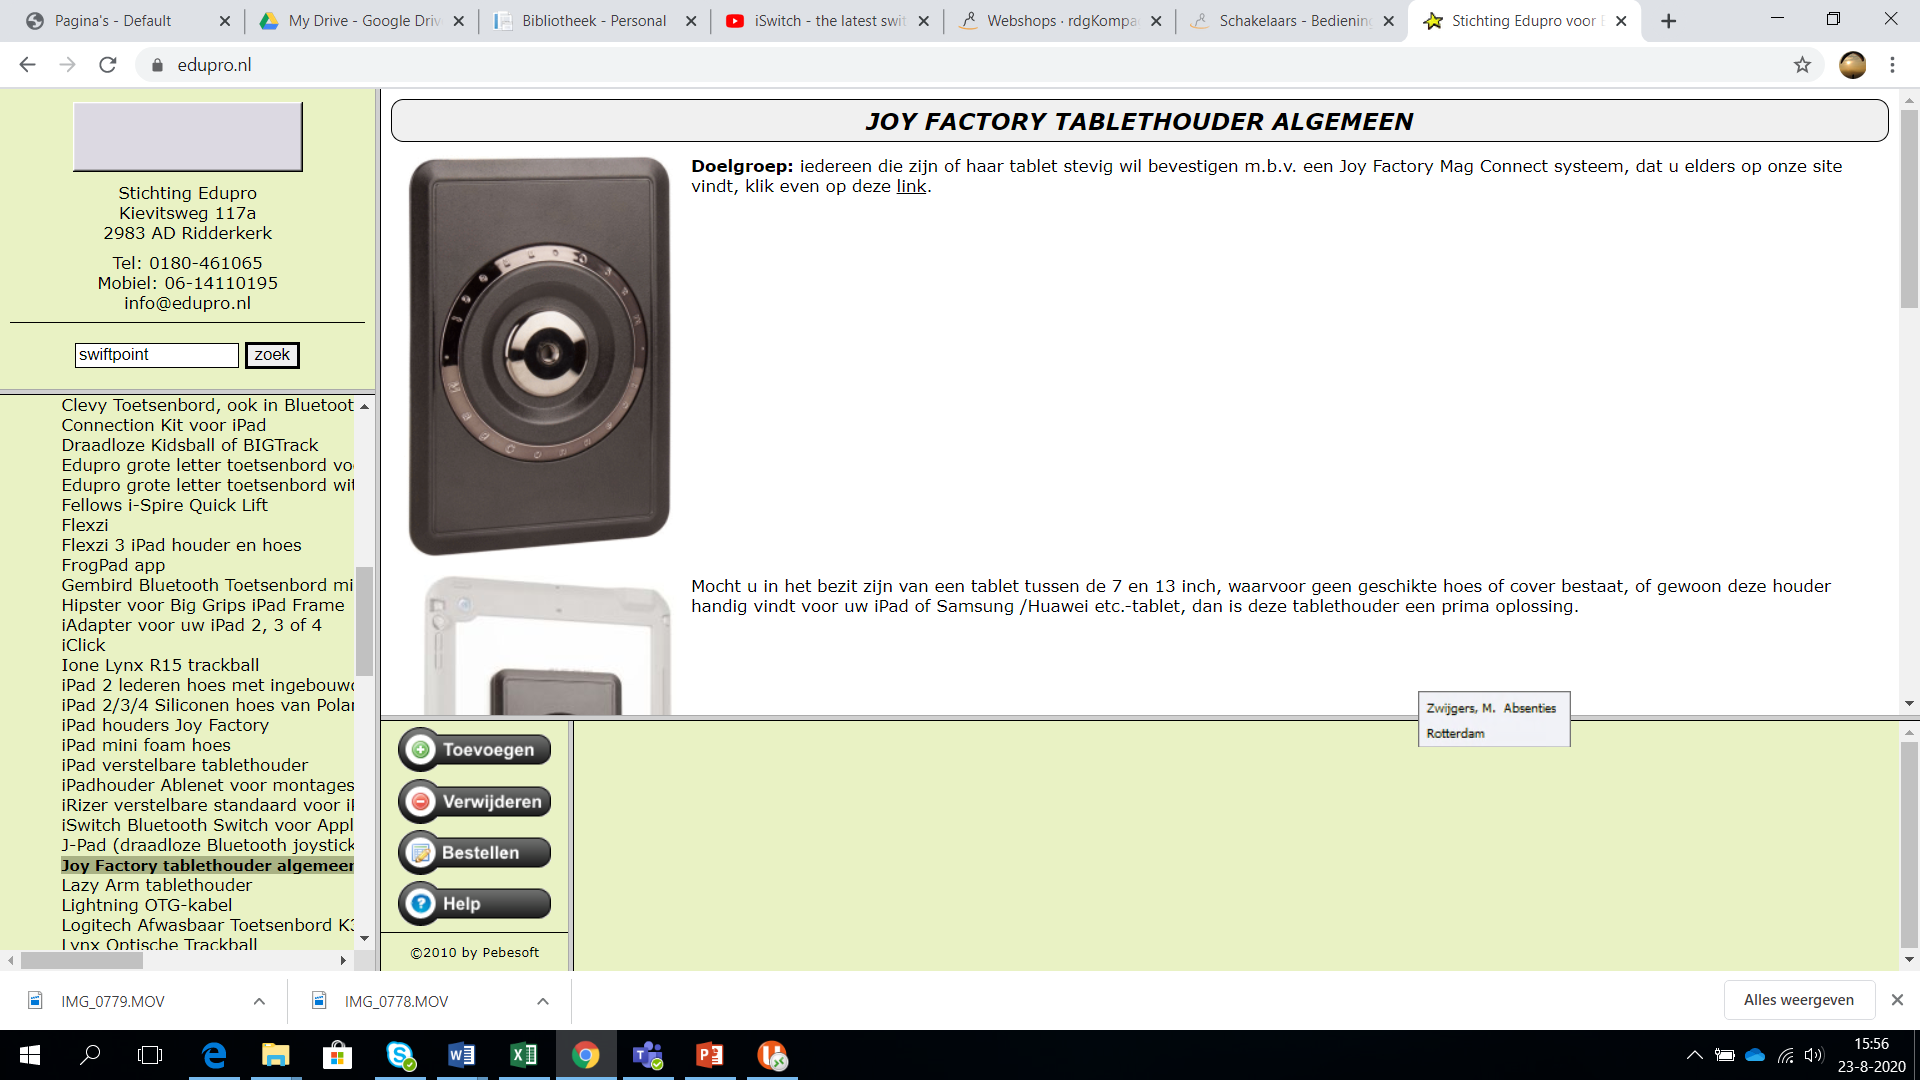 Pagina's - Default
My Drive - Google Driv
Bibliotheek - Personal
iSwitch - the latest swit
Webshops · rdgKompa
Schakelaars - Bediening
Stichting Edupro voor E
edupro.nl
Stichting Edupro
Kievitsweg 117a
2983 AD Ridderkerk
Tel: 0180-461065
Mobiel: 06-14110195
info@edupro.nl
swiftpoint
zoek
Clevy Toetsenbord, ook in Bluetoot
Connection Kit voor iPad
Draadloze Kidsball of BIGTrack
Edupro grote letter toetsenbord vo
Edupro grote letter toetsenbord wit
Fellows i-Spire Quick Lift
Flexzi
Flexzi 3 iPad houder en hoes
FrogPad app
Gembird Bluetooth Toetsenbord mi
Hipster voor Big Grips iPad Frame
iAdapter voor uw iPad 2, 3 of 4
iClick
Ione Lynx R15 trackball
iPad 2 lederen hoes met ingebouwd
iPad 2/3/4 Siliconen hoes van Polar
iPad houders Joy Factory
iPad mini foam hoes
iPad verstelbare tablethouder
iPadhouder Ablenet voor montages
iRizer verstelbare standaard voor iP
iSwitch Bluetooth Switch voor Appl
J-Pad (draadloze Bluetooth joystick
Joy Factory tablethouder algemeen
Lazy Arm tablethouder
Lightning OTG-kabel
Logitech Afwasbaar Toetsenbord K3
Lynx Optische Trackball
JOY FACTORY TABLETHOUDER ALGEMEEN
Doelgroep: iedereen die zijn of haar tablet stevig wil bevestigen m.b.v. een Joy Factory Mag Connect systeem, dat u elders op onze site
vindt, klik even op deze link.
Mocht u in het bezit zijn van een tablet tussen de 7 en 13 inch, waarvoor geen geschikte hoes of cover bestaat, of gewoon deze houder
handig vindt voor uw iPad of Samsung /Huawei etc.-tablet, dan is deze tablethouder een prima oplossing.
Zwijgers, M. Absenties
Rotterdam
Toevoegen
Verwijderen
Bestellen
Help
©2010 by Pebesoft
IMG_0779.MOV
IMG_0778.MOV
Alles weergeven
15:56
23-8-2020